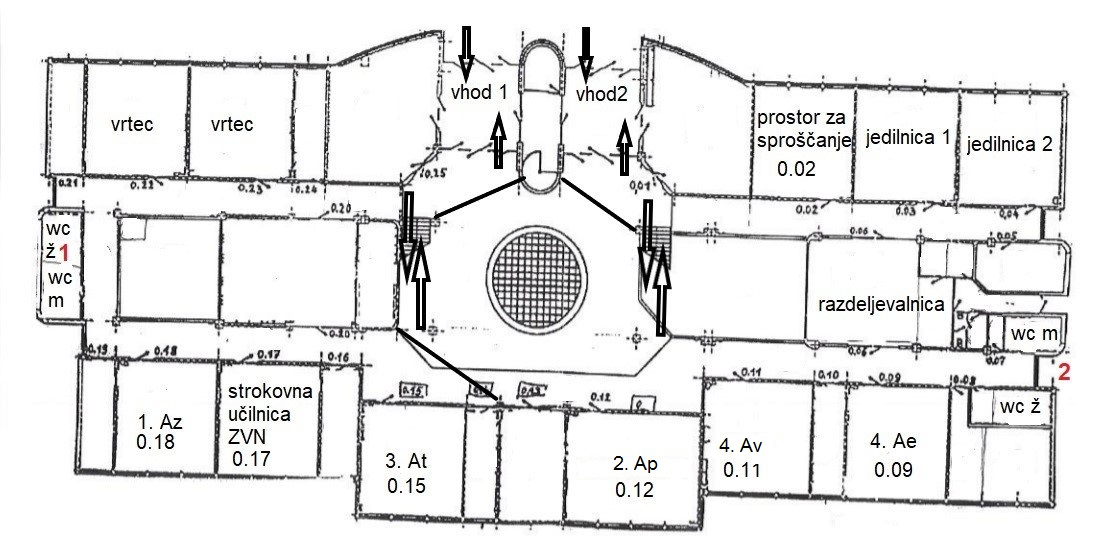 vhod 1
vhod2
vrtec
vrtec
prostor za
sproščanje
0.02
jedilnica 1
jedilnica 2
0.21
0.22
0.23
0.24
0.25
0,01
0.02
0.03
0.04
wc
ž
1
wc
m
0.20
0.06
0.05
razdeljevalnica
wc m
0.20
0.06
0.07
2
0.19
0.18
0.17
0.16
0.15
0.13
0.12
0.11
0.10
0.09
0.08
wc ž
1. Az
0.18
strokovna
učilnica
ZVN
0.17
3. At
0.15
2. Ap
0.12
4. Av
0.11
4. Ae
0.09